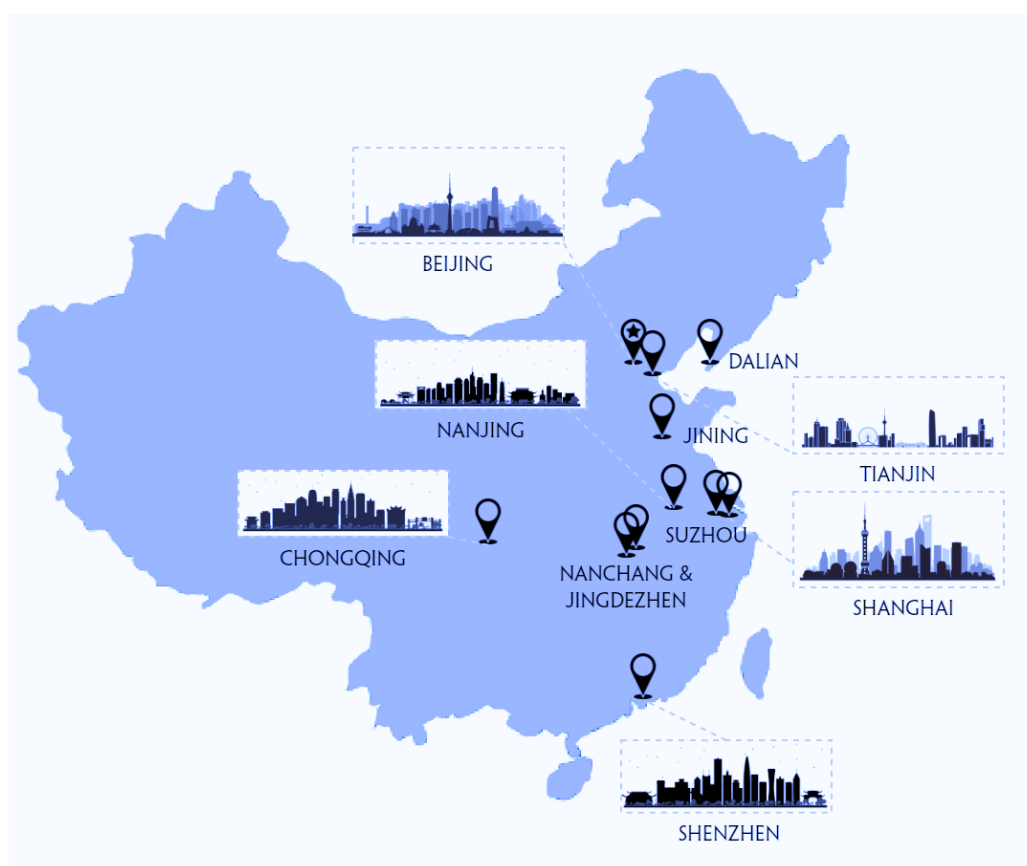 BEIJING
DALIAN
NANJING
JINING
TIANJIN
CHONGQING
SUZHOU
NANCHANG &
JINGDEZHEN
SHANGHAI
SHENZHEN